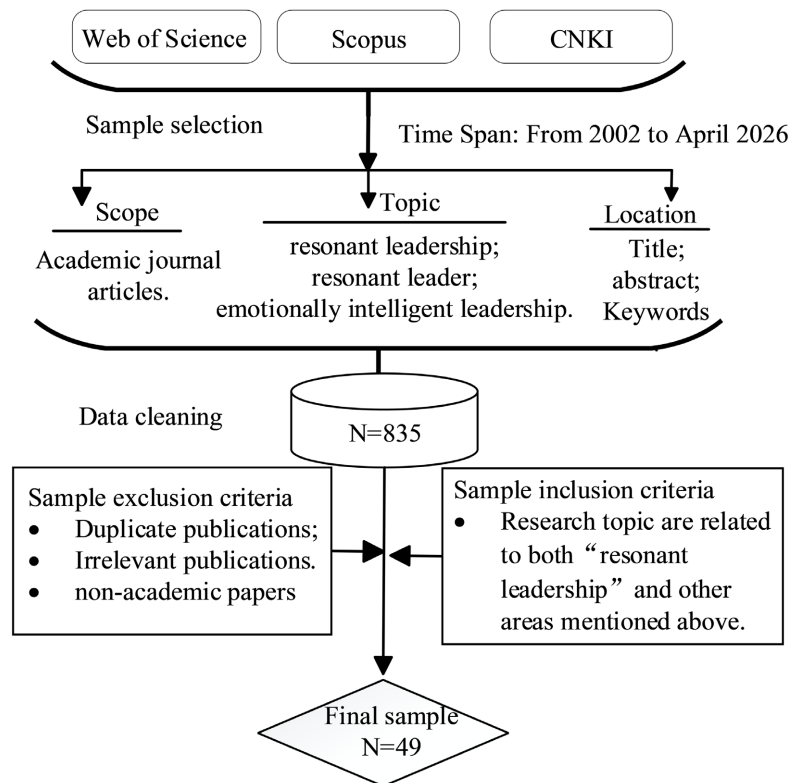 Web of Science
Scopus
CNKI
Sample selection
Time Span: From 2002 to April 2026
Scope
Academic journal
articles.
Topic
resonant leadership;
resonant leader;
emotionally intelligent leadership.
Location
Title;
abstract;
Keywords
Data cleaning
N=835
Sample exclusion criteria
• Duplicate publications;
• Irrelevant publications.
• non-academic papers
Sample inclusion criteria
• Research topic are related
to both “resonant
leadership” and other
areas mentioned above.
Final sample
N=49